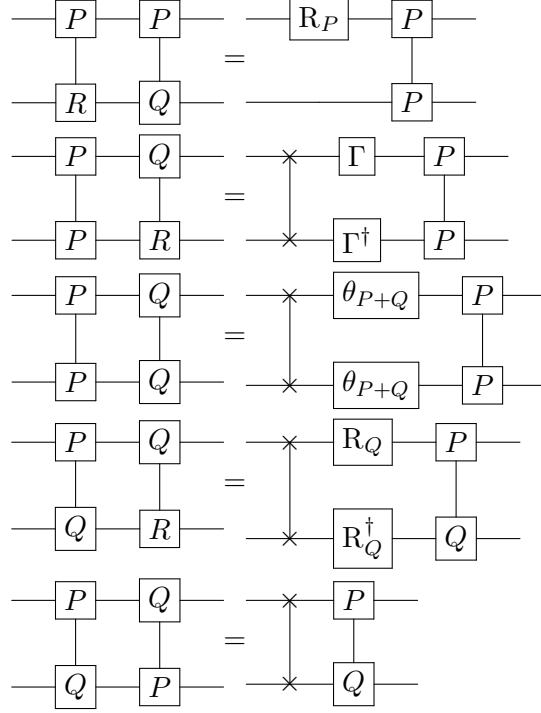 P P R_P P
=
R Q P
P Q Γ P
=
P R Γ† P
P Q θ_{P+Q} P
=
P Q θ_{P+Q} P
P Q R_Q P
=
Q R R_Q^† Q
P Q P
=
Q P Q